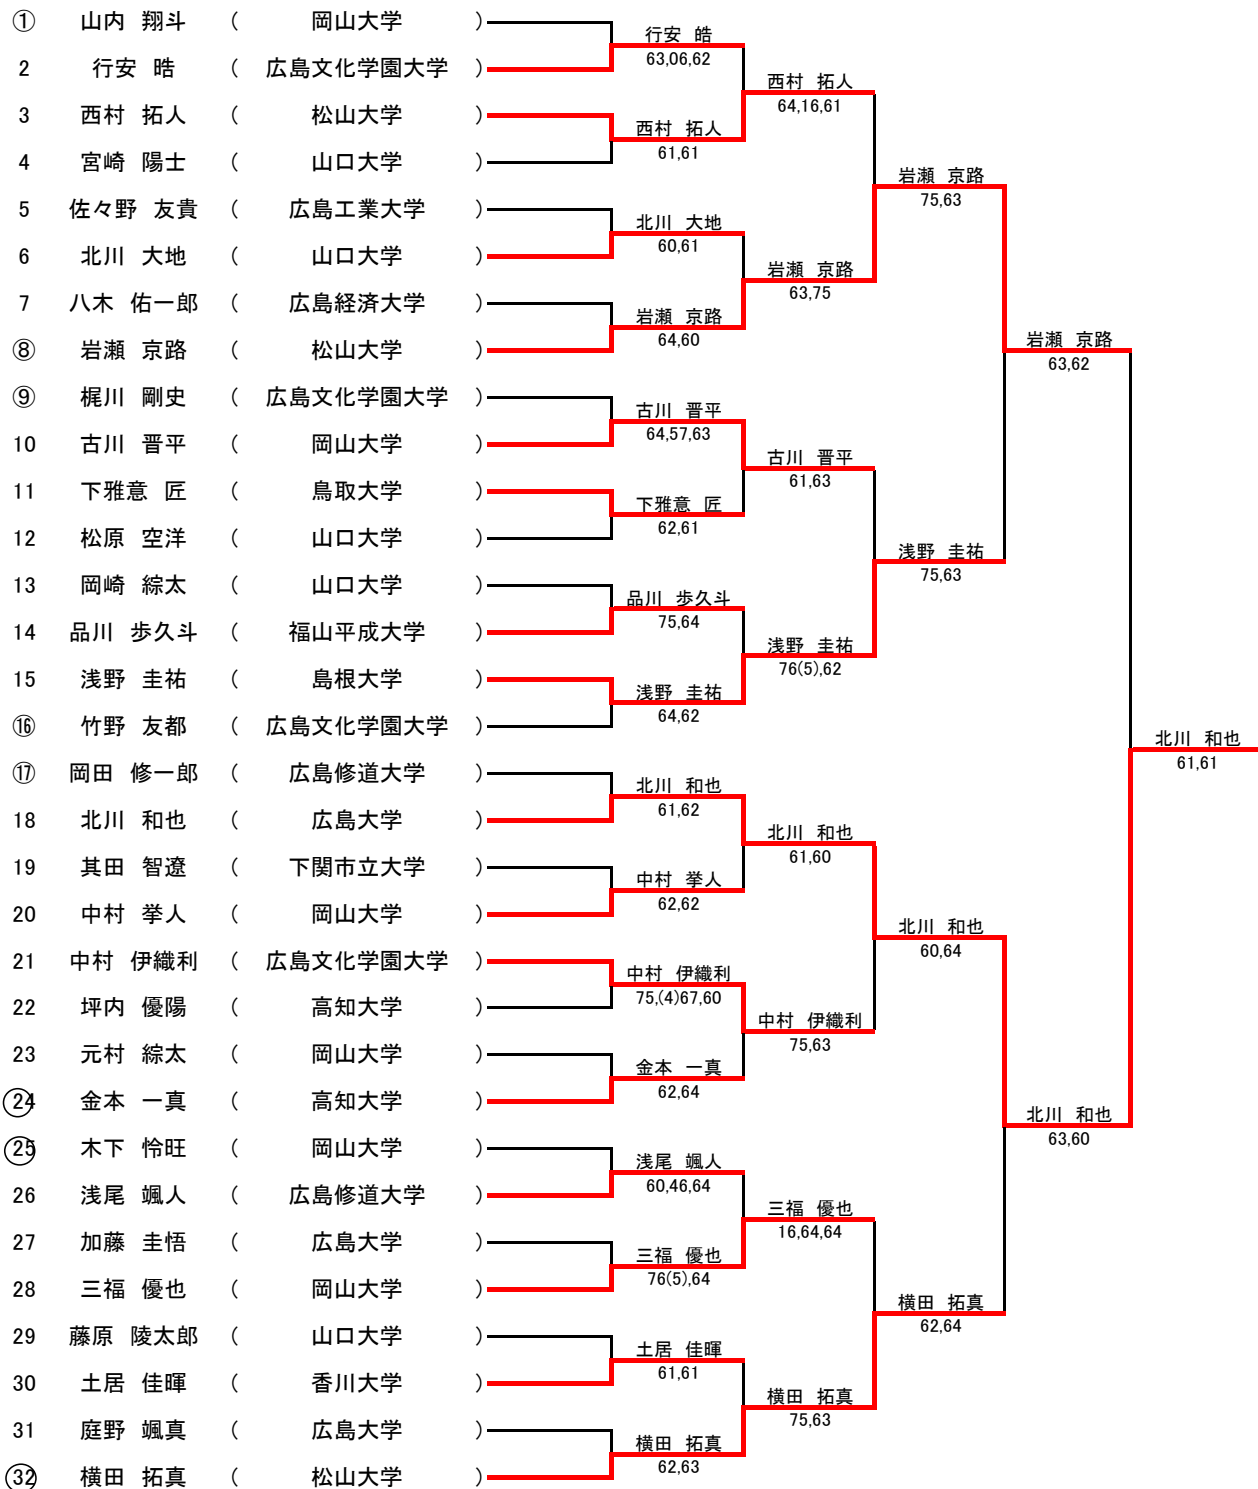 ① 山内 翔斗 ( 岡山大学 )
行安 皓
63,06,62
2 行安 晧 ( 広島文化学園大学 )
西村 拓人
64,16,61
3 西村 拓人 ( 松山大学 )
西村 拓人
61,61
4 宮崎 陽士 ( 山口大学 )
岩瀬 京路
75,63
5 佐々野 友貴 ( 広島工業大学 )
北川 大地
60,61
6 北川 大地 ( 山口大学 )
岩瀬 京路
63,75
7 八木 佑一郎 ( 広島経済大学 )
岩瀬 京路
64,60
⑧ 岩瀬 京路 ( 松山大学 )
岩瀬 京路
63,62
⑨ 梶川 剛史 ( 広島文化学園大学 )
古川 晋平
64,57,63
10 古川 晋平 ( 岡山大学 )
古川 晋平
61,63
11 下雅意 匠 ( 鳥取大学 )
下雅意 匠
62,61
12 松原 空洋 ( 山口大学 )
浅野 圭祐
75,63
13 岡崎 綜太 ( 山口大学 )
品川 歩久斗
75,64
14 品川 歩久斗 ( 福山平成大学 )
浅野 圭祐
76(5),62
15 浅野 圭祐 ( 島根大学 )
浅野 圭祐
64,62
⑯ 竹野 友都 ( 広島文化学園大学 )
北川 和也
61,61
⑰ 岡田 修一郎 ( 広島修道大学 )
北川 和也
61,62
18 北川 和也 ( 広島大学 )
北川 和也
61,60
19 其田 智遼 ( 下関市立大学 )
中村 挙人
62,62
20 中村 挙人 ( 岡山大学 )
北川 和也
60,64
21 中村 伊織利 ( 広島文化学園大学 )
中村 伊織利
75,(4)67,60
22 坪内 優陽 ( 高知大学 )
中村 伊織利
75,63
23 元村 綜太 ( 岡山大学 )
金本 一真
62,64
24 金本 一真 ( 高知大学 )
北川 和也
63,60
25 木下 怜旺 ( 岡山大学 )
浅尾 颯人
60,46,64
26 浅尾 颯人 ( 広島修道大学 )
三福 優也
16,64,64
27 加藤 圭悟 ( 広島大学 )
三福 優也
76(5),64
28 三福 優也 ( 岡山大学 )
横田 拓真
62,64
29 藤原 陵太郎 ( 山口大学 )
土居 佳暉
61,61
30 土居 佳暉 ( 香川大学 )
横田 拓真
75,63
31 庭野 颯真 ( 広島大学 )
横田 拓真
62,63
32 横田 拓真 ( 松山大学 )